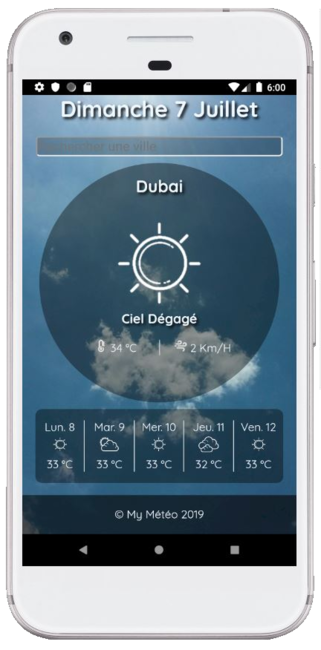 6:00
Dimanche 7 Juillet
Rechercher une ville
Dubai
Ciel Dégagé
34 °C | 2 Km/H
Lun. 8 Mar. 9 Mer. 10 Jeu. 11 Ven. 12
33 °C 33 °C 33 °C 32 °C 33 °C
© My Météo 2019